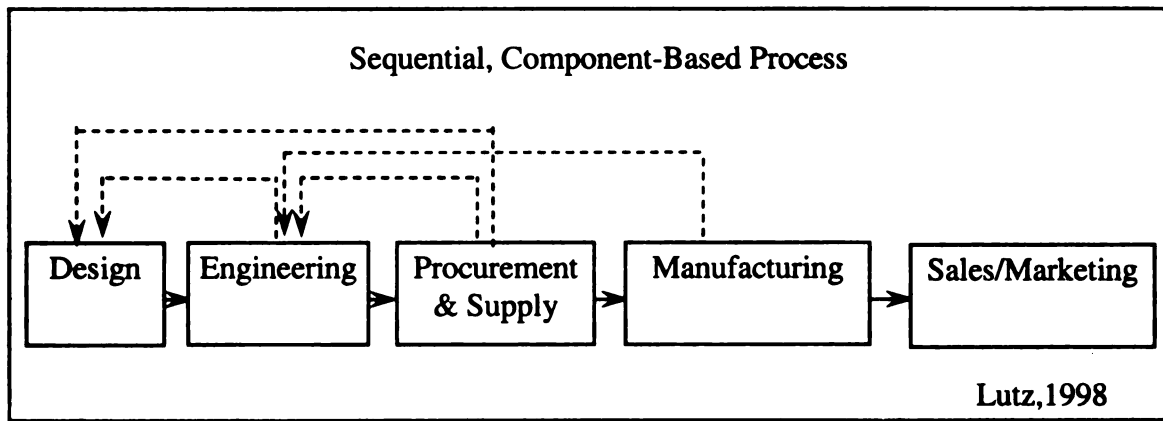 Sequential, Component-Based Process
Design
Engineering
Procurement
& Supply
Manufacturing
Sales/Marketing
Lutz,1998